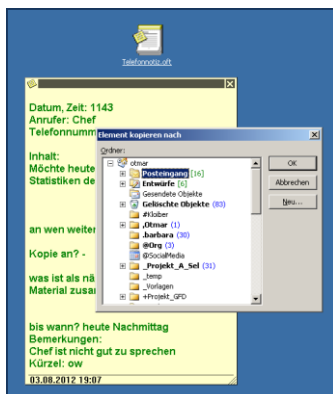 Telefonnotiz.oft
Datum, Zeit: 1143
Anrufer: Chef
Telefonnumm
Inhalt:
Möchte heute
Statistiken de
an wen weiter
Kopie an? -
was ist als nä
Material zusa
bis wann? heute Nachmittag
Bemerkungen:
Chef ist nicht gut zu sprechen
Kürzel: ow
03.08.2012 19:07
Element kopieren nach
Ordner:
otmar
Posteingang [16]
Entwürfe [6]
Gesendete Objekte
Gelöschte Objekte (83)
#Kloiber
,Otmar (1)
.barbara (30)
@Org (3)
@SocialMedia
_Projekt_A_Sel (31)
_temp
_Vorlagen
+Projekt_GFD
OK
Abbrechen
Neu...